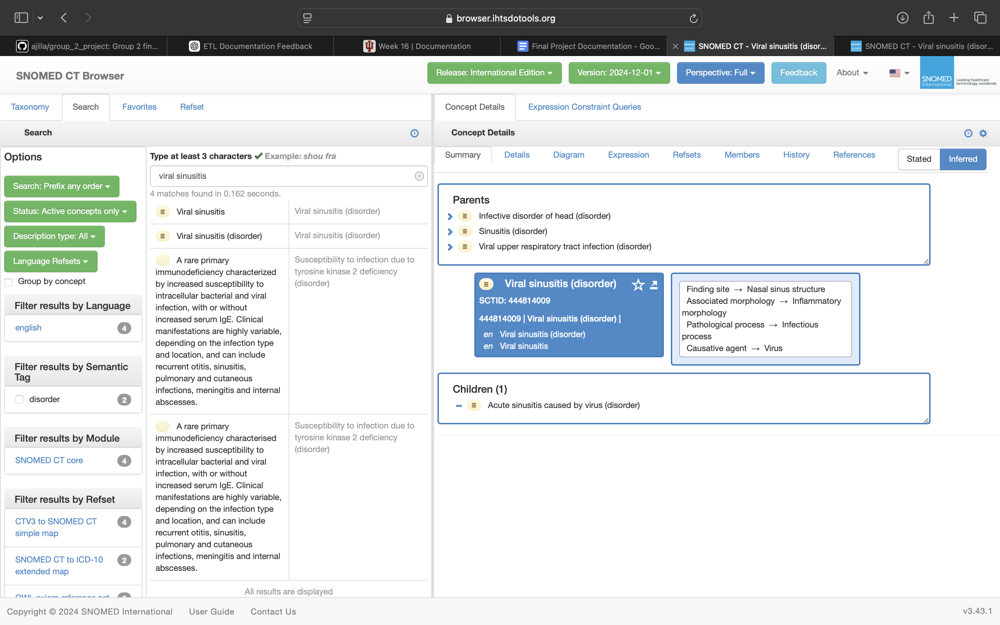 browser.ihtsdotools.org
ajilla/group_2_project: Group 2 fin...
ETL Documentation Feedback
Week 16 | Documentation
Final Project Documentation - Goo...
SNOMED CT - Viral sinusitis (disor...
SNOMED CT - Viral sinusitis (disor...
SNOMED CT Browser
Release: International Edition
Version: 2024-12-01
Perspective: Full
Feedback
About
SNOMED
International
Leading healthcare
terminology, worldwide
Taxonomy
Search
Favorites
Refset
Search
Options
Search: Prefix any order
Status: Active concepts only
Description type: All
Language Refsets
Group by concept
Filter results by Language
english 4
Filter results by Semantic
Tag
disorder 2
Filter results by Module
SNOMED CT core 4
Filter results by Refset
CTV3 to SNOMED CT
simple map 4
SNOMED CT to ICD-10
extended map 2
Type at least 3 characters Example: shou fra
viral sinusitis
4 matches found in 0.162 seconds.
Viral sinusitis
Viral sinusitis (disorder)
Viral sinusitis (disorder)
Viral sinusitis (disorder)
A rare primary
immunodeficiency characterized
by increased susceptibility to
intracellular bacterial and viral
infection, with or without
increased serum IgE. Clinical
manifestations are highly variable,
depending on the infection type
and location, and can include
recurrent otitis, sinusitis,
pulmonary and cutaneous
infections, meningitis and internal
abscesses.
Susceptibility to infection due to
tyrosine kinase 2 deficiency
(disorder)
A rare primary
immunodeficiency characterised
by increased susceptibility to
intracellular bacterial and viral
infection, with or without
increased serum IgE. Clinical
manifestations are highly variable,
depending on the infection type
and location, and can include
recurrent otitis, sinusitis,
pulmonary and cutaneous
infections, meningitis and internal
abscesses.
Susceptibility to infection due to
tyrosine kinase 2 deficiency
(disorder)
All results are displayed
Concept Details
Expression Constraint Queries
Concept Details
Summary
Details
Diagram
Expression
Refsets
Members
History
References
Stated
Inferred
Parents
Infective disorder of head (disorder)
Sinusitis (disorder)
Viral upper respiratory tract infection (disorder)
Viral sinusitis (disorder)
SCTID: 444814009
444814009 | Viral sinusitis (disorder) |
en Viral sinusitis (disorder)
en Viral sinusitis
Finding site → Nasal sinus structure
Associated morphology → Inflammatory
morphology
Pathological process → Infectious
process
Causative agent → Virus
Children (1)
Acute sinusitis caused by virus (disorder)
Copyright © 2024 SNOMED International
User Guide
Contact Us
v3.43.1